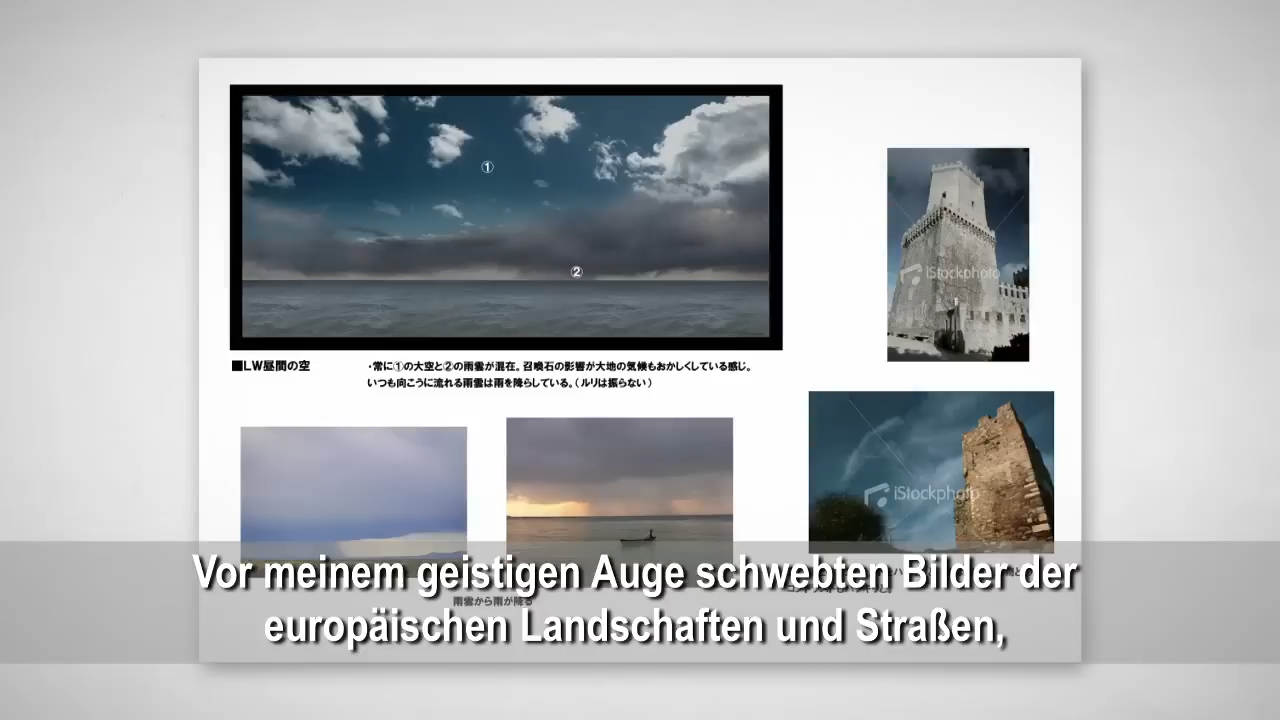 ①
②
iStockphoto
■LW昼間の空
・常に①の大空と②の雨雲が混在。召喚石の影響が大地の気候もおかしくしている感じ。
いつも向こうに流れる雨雲は雨を降らしている。（ルリは振らない）
iStockphoto
Vor meinem geistigen Auge schwebten Bilder der
雨雲から雨が降る
europäischen Landschaften und Straßen,